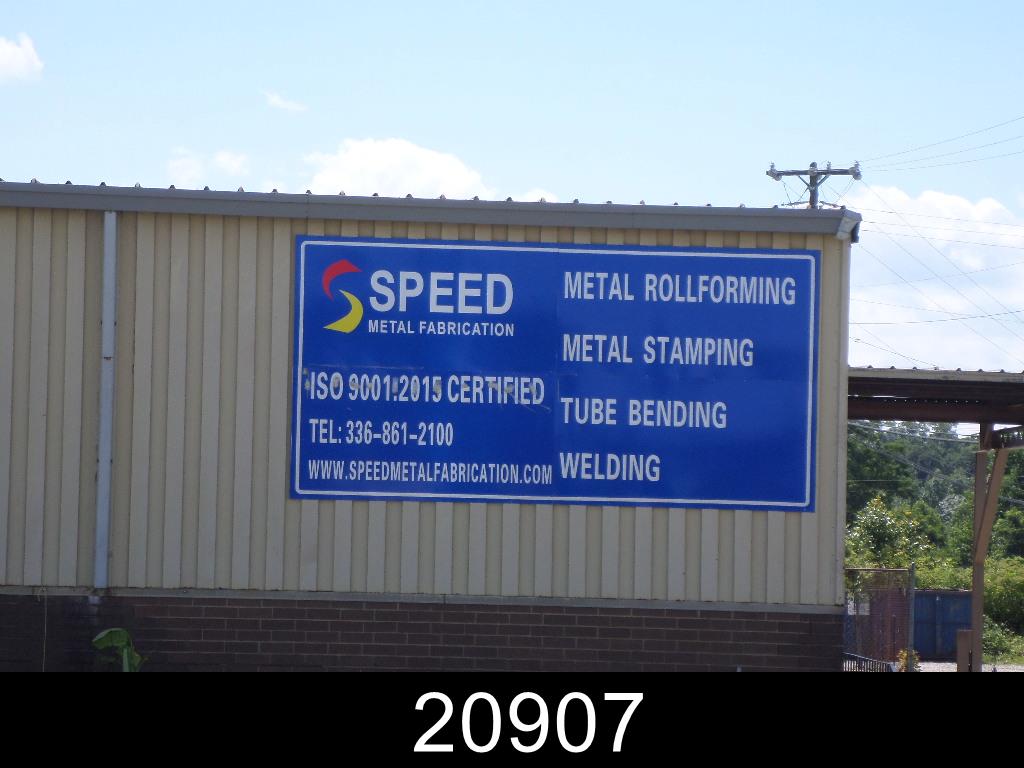 SPEED
METAL FABRICATION
ISO 9001:2015 CERTIFIED
TEL: 336-861-2100
WWW.SPEEDMETALFABRICATION.COM
METAL ROLLFORMING
METAL STAMPING
TUBE BENDING
WELDING
20907